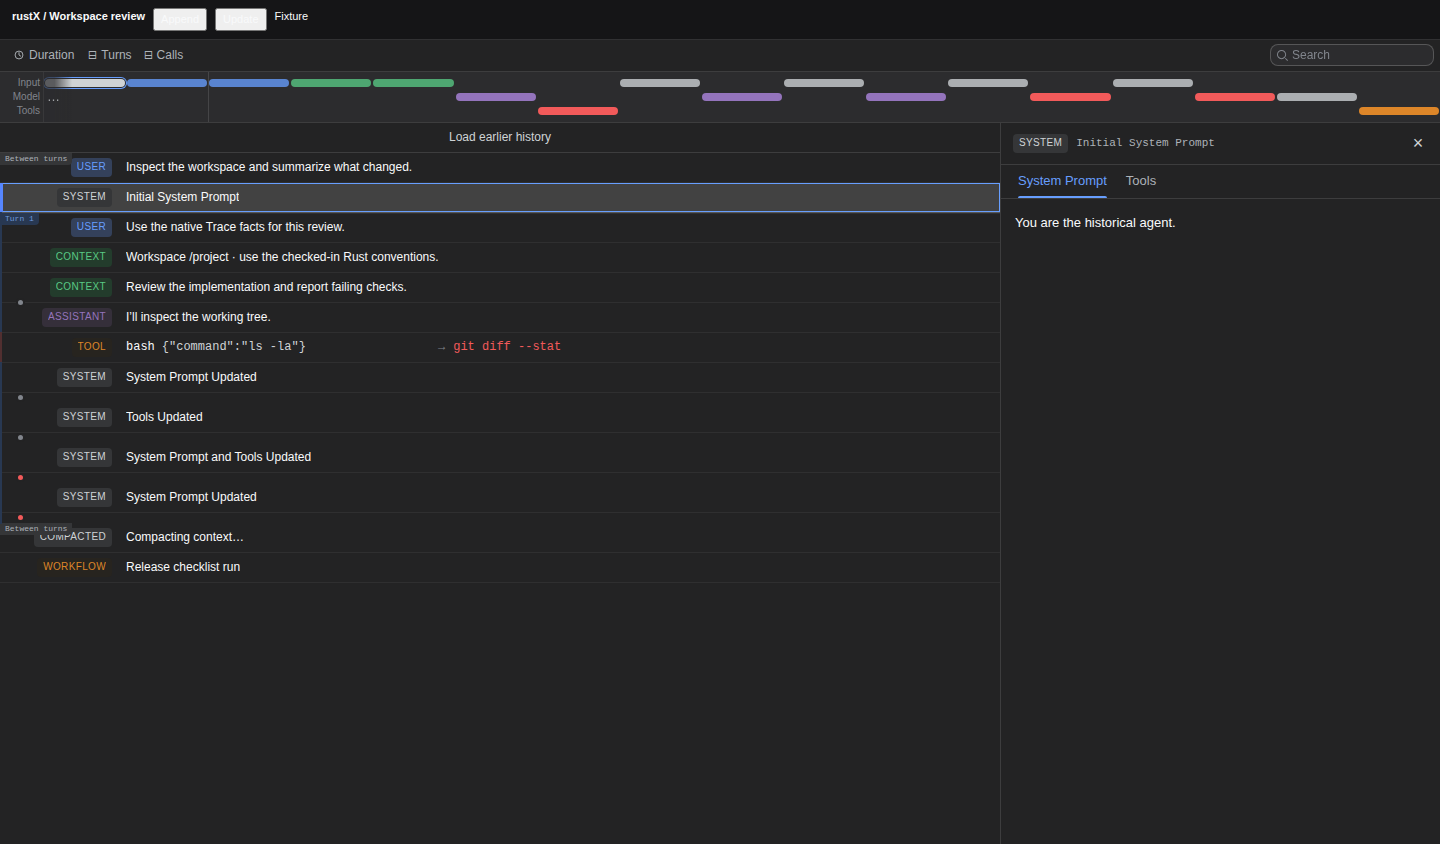 rustX / Workspace review Fixture
Duration Turns Calls Search
Input
Model ...
Tools
Load earlier history
Between turns
USER Inspect the workspace and summarize what changed.
SYSTEM Initial System Prompt
Turn 1
USER Use the native Trace facts for this review.
CONTEXT Workspace /project · use the checked-in Rust conventions.
CONTEXT Review the implementation and report failing checks.
ASSISTANT I'll inspect the working tree.
TOOL bash {"command":"ls -la"} → git diff --stat
SYSTEM System Prompt Updated
SYSTEM Tools Updated
SYSTEM System Prompt and Tools Updated
SYSTEM System Prompt Updated
Between turns
COMPACTED Compacting context…
WORKFLOW Release checklist run
SYSTEM Initial System Prompt ×
System Prompt Tools
You are the historical agent.